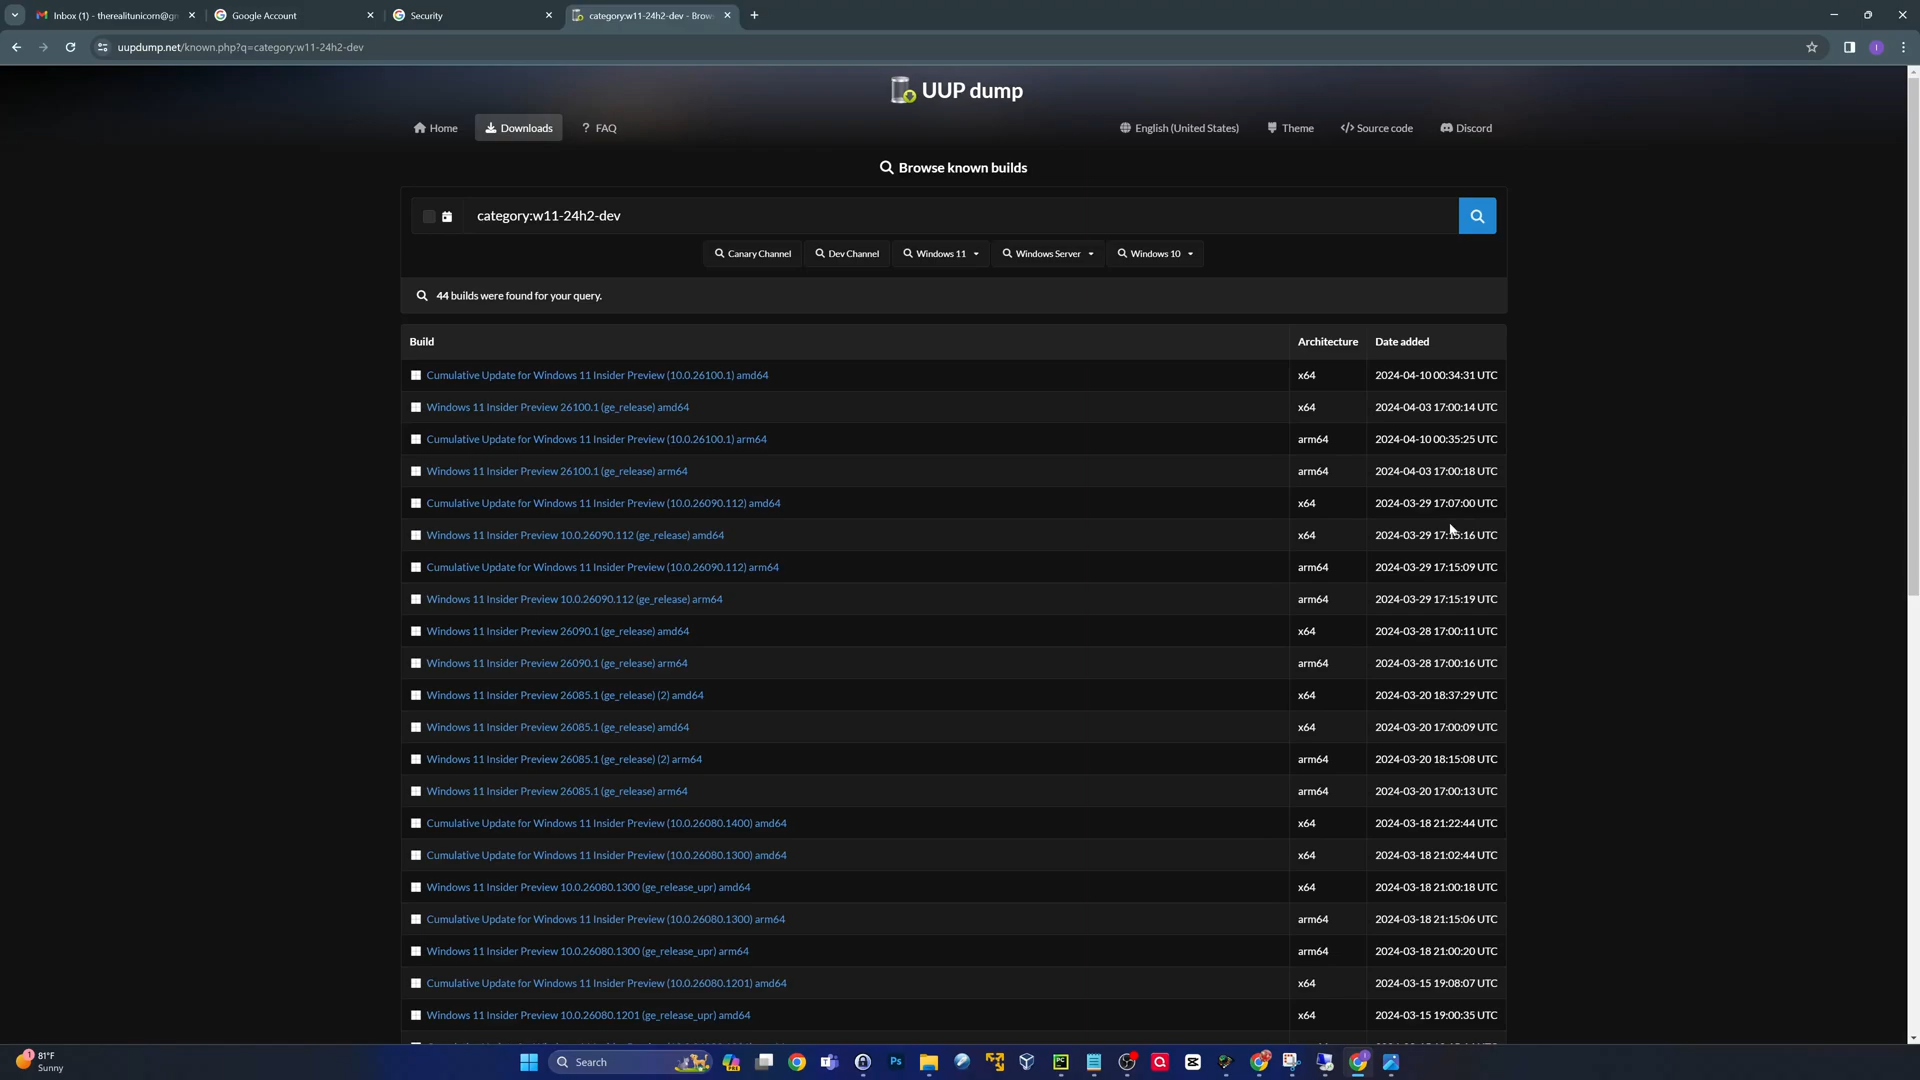 Inbox (1) - therealitunicorn@gm
Google Account
Security
category:w11-24h2-dev - Brow
uupdump.net/known.php?q=category:w11-24h2-dev
UUP dump
Home
Downloads
? FAQ
English (United States)
Theme
</> Source code
Discord
Browse known builds
category:w11-24h2-dev
Canary Channel
Dev Channel
Windows 11
Windows Server
Windows 10
44 builds were found for your query.
Build Architecture Date added
Cumulative Update for Windows 11 Insider Preview (10.0.26100.1) amd64 x64 2024-04-10 00:34:31 UTC
Windows 11 Insider Preview 26100.1 (ge_release) amd64 x64 2024-04-03 17:00:14 UTC
Cumulative Update for Windows 11 Insider Preview (10.0.26100.1) arm64 arm64 2024-04-10 00:35:25 UTC
Windows 11 Insider Preview 26100.1 (ge_release) arm64 arm64 2024-04-03 17:00:18 UTC
Cumulative Update for Windows 11 Insider Preview (10.0.26090.112) amd64 x64 2024-03-29 17:07:00 UTC
Windows 11 Insider Preview 10.0.26090.112 (ge_release) amd64 x64 2024-03-29 17:15:16 UTC
Cumulative Update for Windows 11 Insider Preview (10.0.26090.112) arm64 arm64 2024-03-29 17:15:09 UTC
Windows 11 Insider Preview 10.0.26090.112 (ge_release) arm64 arm64 2024-03-29 17:15:19 UTC
Windows 11 Insider Preview 26090.1 (ge_release) amd64 x64 2024-03-28 17:00:11 UTC
Windows 11 Insider Preview 26090.1 (ge_release) arm64 arm64 2024-03-28 17:00:16 UTC
Windows 11 Insider Preview 26085.1 (ge_release) (2) amd64 x64 2024-03-20 18:37:29 UTC
Windows 11 Insider Preview 26085.1 (ge_release) amd64 x64 2024-03-20 17:00:09 UTC
Windows 11 Insider Preview 26085.1 (ge_release) (2) arm64 arm64 2024-03-20 18:15:08 UTC
Windows 11 Insider Preview 26085.1 (ge_release) arm64 arm64 2024-03-20 17:00:13 UTC
Cumulative Update for Windows 11 Insider Preview (10.0.26080.1400) amd64 x64 2024-03-18 21:22:44 UTC
Cumulative Update for Windows 11 Insider Preview (10.0.26080.1300) amd64 x64 2024-03-18 21:02:44 UTC
Windows 11 Insider Preview 10.0.26080.1300 (ge_release_upr) amd64 x64 2024-03-18 21:00:18 UTC
Cumulative Update for Windows 11 Insider Preview (10.0.26080.1300) arm64 arm64 2024-03-18 21:15:06 UTC
Windows 11 Insider Preview 10.0.26080.1300 (ge_release_upr) arm64 arm64 2024-03-18 21:00:20 UTC
Cumulative Update for Windows 11 Insider Preview (10.0.26080.1201) amd64 x64 2024-03-15 19:08:07 UTC
Windows 11 Insider Preview 10.0.26080.1201 (ge_release_upr) amd64 x64 2024-03-15 19:00:35 UTC
1
81°F
Sunny
Search